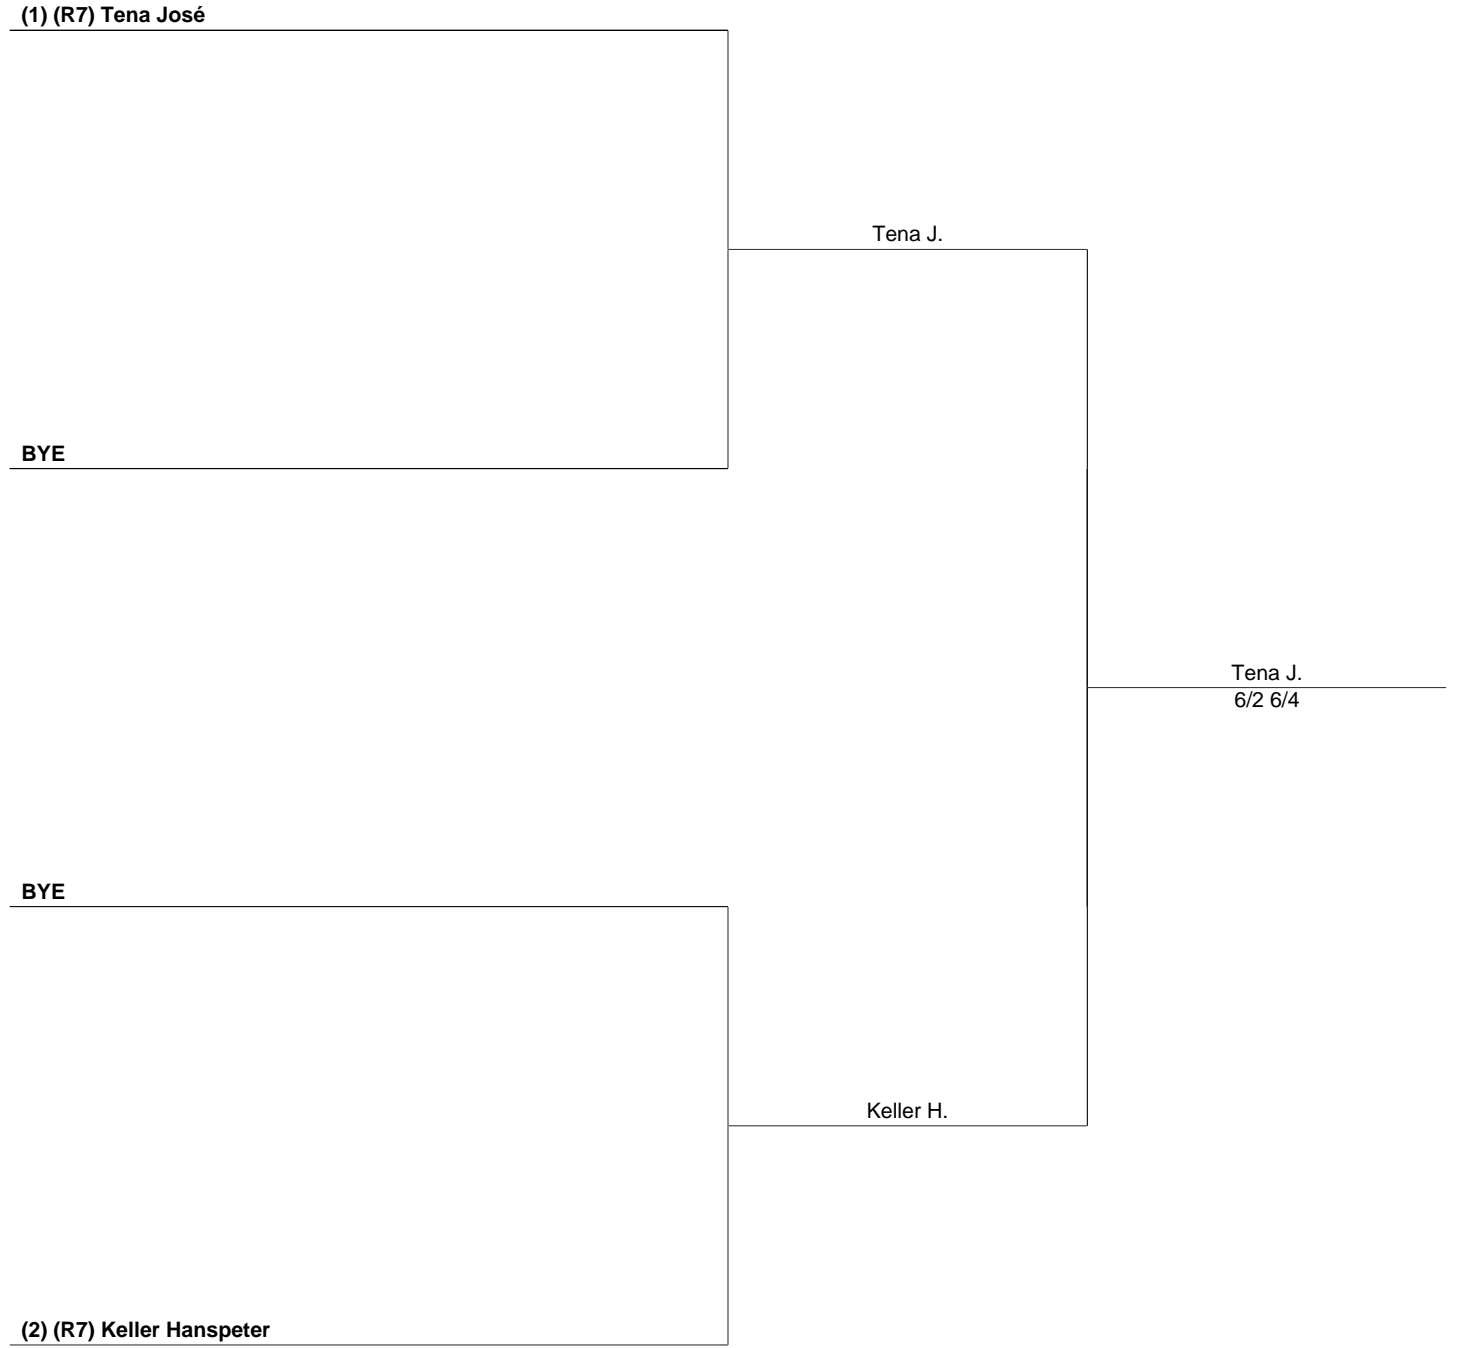 (1) (R7) Tena José
Tena J.
BYE
Tena J.
6/2 6/4
BYE
Keller H.
(2) (R7) Keller Hanspeter